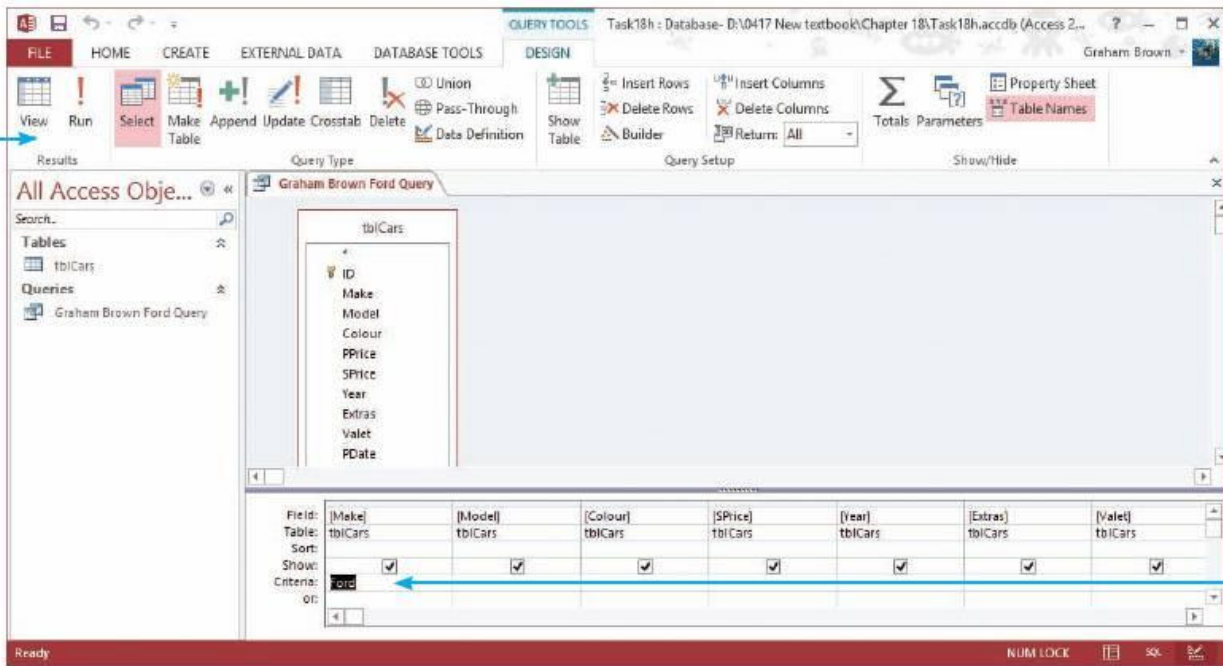 QUERY TOOLS Task18h : Database- D:\0417 New textbook\Chapter 18\Task18h.accdb (Access 2... ? – ✕
FILE HOME CREATE EXTERNAL DATA DATABASE TOOLS DESIGN Graham Brown
View Run Select Make Table Append Update Crosstab Delete
Union
Pass-Through
Data Definition
Show Table
Insert Rows
Delete Rows
Builder
Insert Columns
Delete Columns
Return: All
Totals Parameters
Property Sheet
Table Names
Results Query Type Query Setup Show/Hide
All Access Obje...
Search..
Tables
tblCars
Queries
Graham Brown Ford Query
Graham Brown Ford Query
tblCars
*
ID
Make
Model
Colour
PPrice
SPrice
Year
Extras
Valet
PDate
Field: [Make] [Model] [Colour] [SPrice] [Year] [Extras] [Valet]
Table: tblCars tblCars tblCars tblCars tblCars tblCars tblCars
Sort:
Show:
Criteria: Ford
or:
Ready NUM LOCK SQL